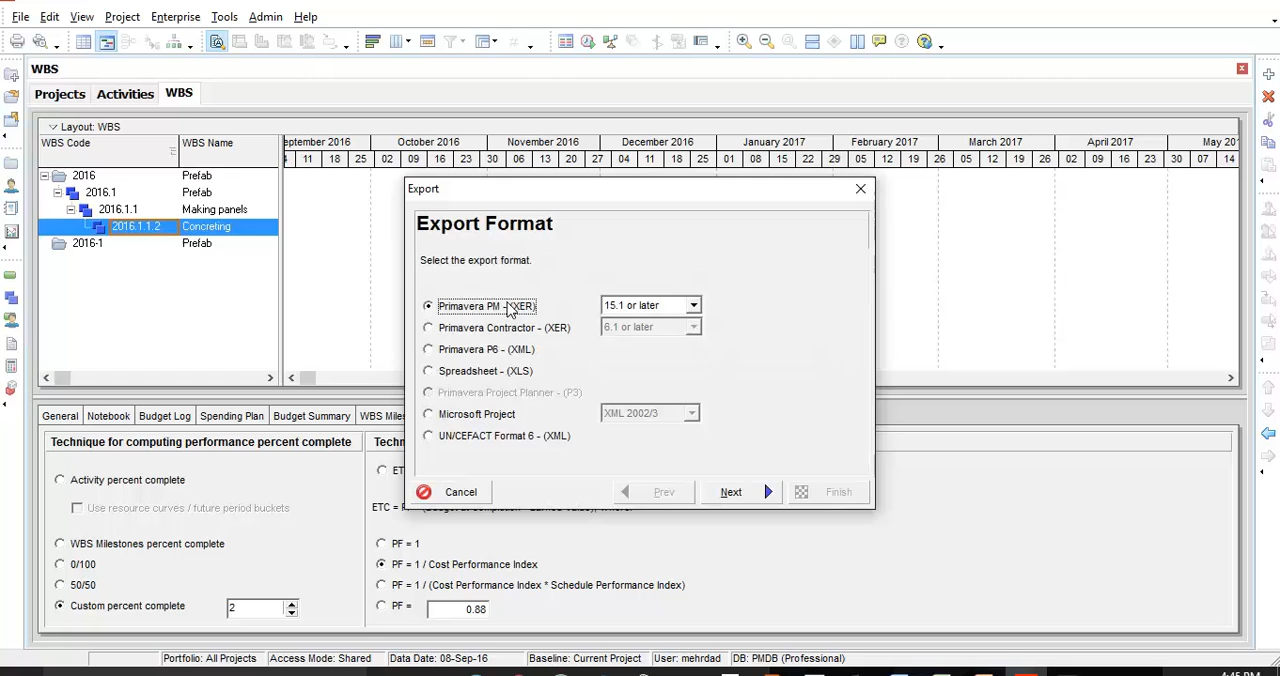 File Edit View Project Enterprise Tools Admin Help
WBS
Projects Activities WBS
Layout: WBS
WBS Code WBS Name
eptember 2016 October 2016 November 2016 December 2016 January 2017 February 2017 March 2017 April 2017 May 201
11 18 25 02 09 16 23 30 06 13 20 27 04 11 18 25 01 08 15 22 29 05 12 19 26 05 12 19 26 02 09 16 23 30 07 14
2016 Prefab
2016.1 Prefab
2016.1.1 Making panels
2016.1.1.2 Concreting
2016-1 Prefab
Export
Export Format
Select the export format.
Primavera PM - (XER) 15.1 or later
Primavera Contractor - (XER) 6.1 or later
Primavera P6 - (XML)
Spreadsheet - (XLS)
Primavera Project Planner - (P3)
Microsoft Project XML 2002/3
UN/CEFACT Format 6 - (XML)
Cancel Prev Next Finish
General Notebook Budget Log Spending Plan Budget Summary WBS Miles
Technique for computing performance percent complete
Techn
Activity percent complete
Use resource curves / future period buckets
WBS Milestones percent complete
0/100
50/50
Custom percent complete 2
ET
ETC =
PF = 1
PF = 1 / Cost Performance Index
PF = 1 / (Cost Performance Index * Schedule Performance Index)
PF = 0.88
Portfolio: All Projects Access Mode: Shared Data Date: 08-Sep-16 Baseline: Current Project User: mehrdad DB: PMDB (Professional)
4:45 PM